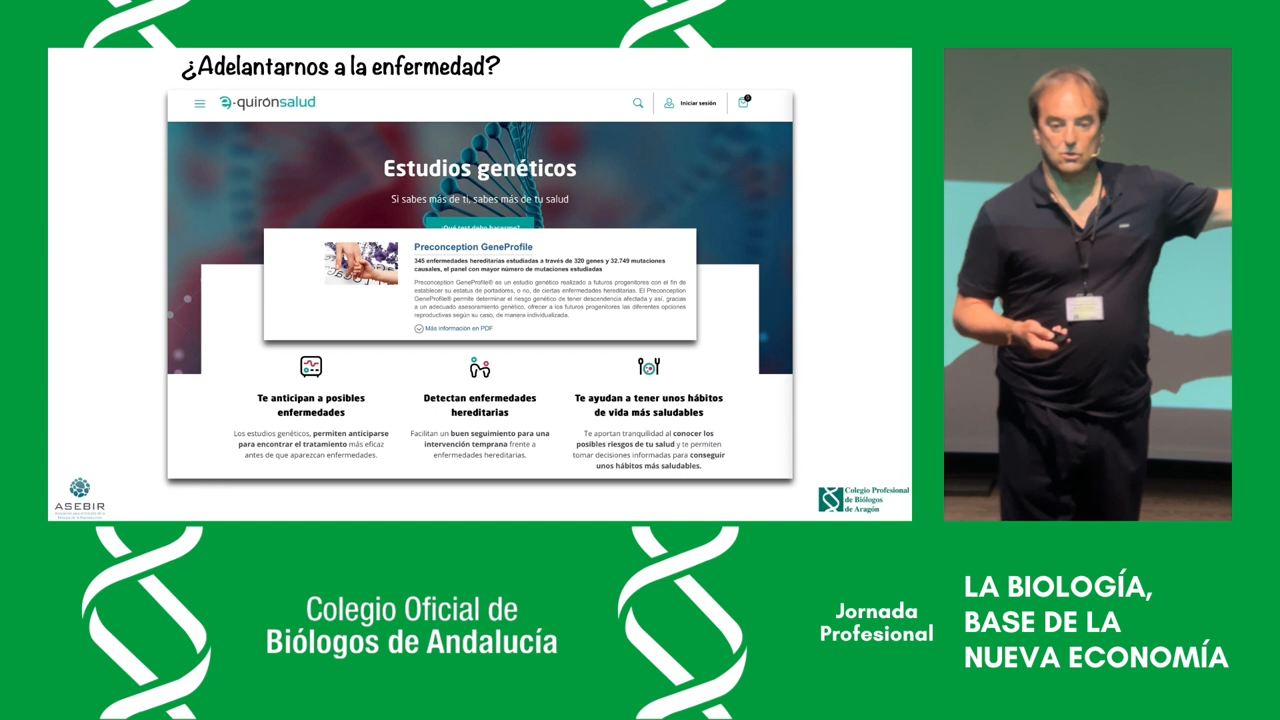 ¿Adelantarnos a la enfermedad?
e-quirónsalud
Iniciar sesión
0
Estudios genéticos
Si sabes más de ti, sabes más de tu salud
¿Qué test debo hacerme?
Preconception GeneProfile
345 enfermedades hereditarias estudiadas a través de 320 genes y 32.749 mutaciones
causales, el panel con mayor número de mutaciones estudiadas
Preconception GeneProfile® es un estudio genético realizado a futuros progenitores con el fin de
establecer su estatus de portadores, o no, de ciertas enfermedades hereditarias. El Preconception
GeneProfile® permite determinar el riesgo genético de tener descendencia afectada y así, gracias
a un adecuado asesoramiento genético, ofrecer a los futuros progenitores las diferentes opciones
reproductivas según su caso, de manera individualizada.
Más información en PDF
Te anticipan a posibles
enfermedades
Los estudios genéticos, permiten anticiparse
para encontrar el tratamiento más eficaz
antes de que aparezcan enfermedades.
Detectan enfermedades
hereditarias
Facilitan un buen seguimiento para una
intervención temprana frente a
enfermedades hereditarias.
Te ayudan a tener unos hábitos
de vida más saludables
Te aportan tranquilidad al conocer los
posibles riesgos de tu salud y te permiten
tomar decisiones informadas para conseguir
unos hábitos más saludables.
ASEBIR
Colegio Profesional
de Biólogos
de Aragón
Colegio Oficial de
Biólogos de Andalucía
Jornada
Profesional
LA BIOLOGÍA,
BASE DE LA
NUEVA ECONOMÍA